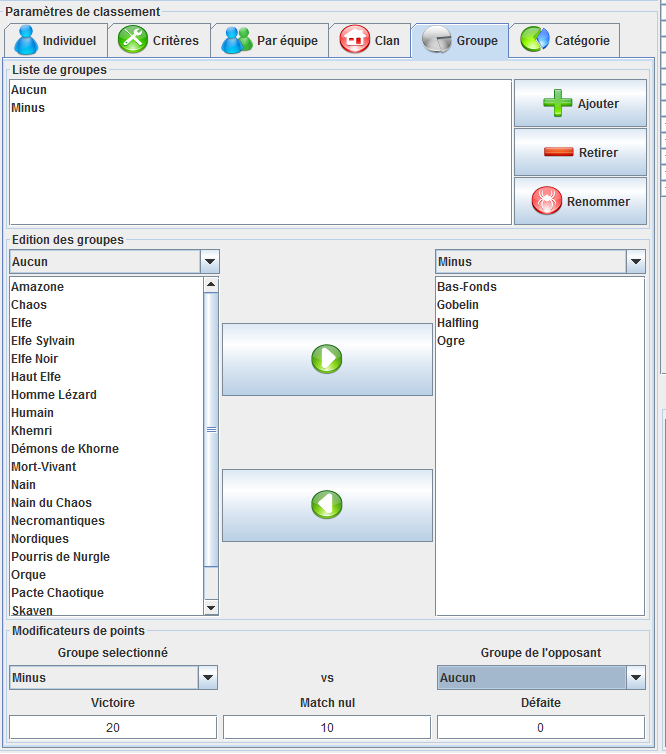 Paramètres de classement
Individuel Critères Par équipe Clan Groupe Catégorie
Liste de groupes
Aucun
Minus
Ajouter
Retirer
Renommer
Edition des groupes
Aucun
Amazone
Chaos
Elfe
Elfe Sylvain
Elfe Noir
Haut Elfe
Homme Lézard
Humain
Khemri
Démons de Khorne
Mort-Vivant
Nain
Nain du Chaos
Necromantiques
Nordiques
Pourris de Nurgle
Orque
Pacte Chaotique
Skaven
Minus
Bas-Fonds
Gobelin
Halfling
Ogre
Modificateurs de points
Groupe selectionné Groupe de l'opposant
Minus vs Aucun
Victoire Match nul Défaite
20 10 0